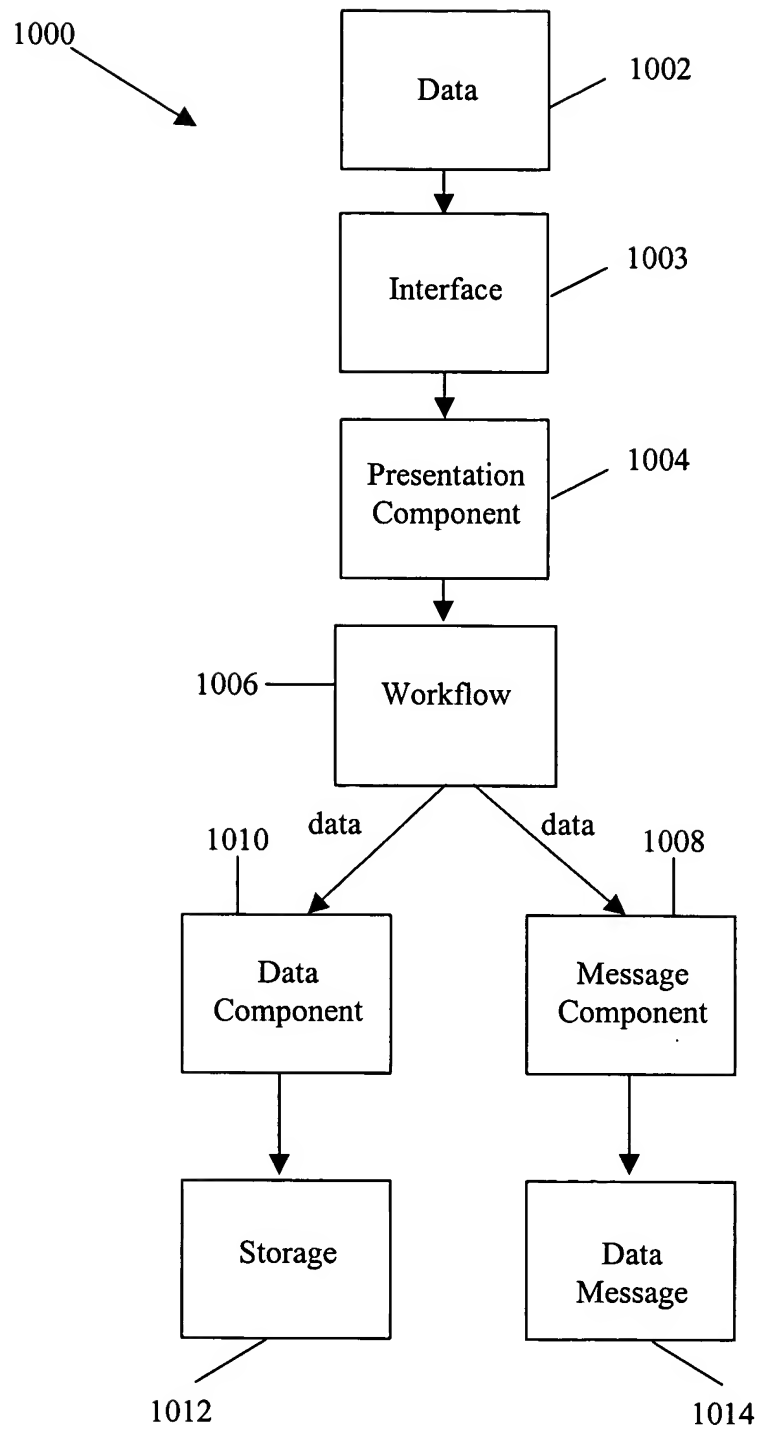 1000
Data
1002
Interface
1003
Presentation
Component
1004
1006
Workflow
data
data
1010
1008
Data
Component
Message
Component
Storage
Data
Message
1012
1014